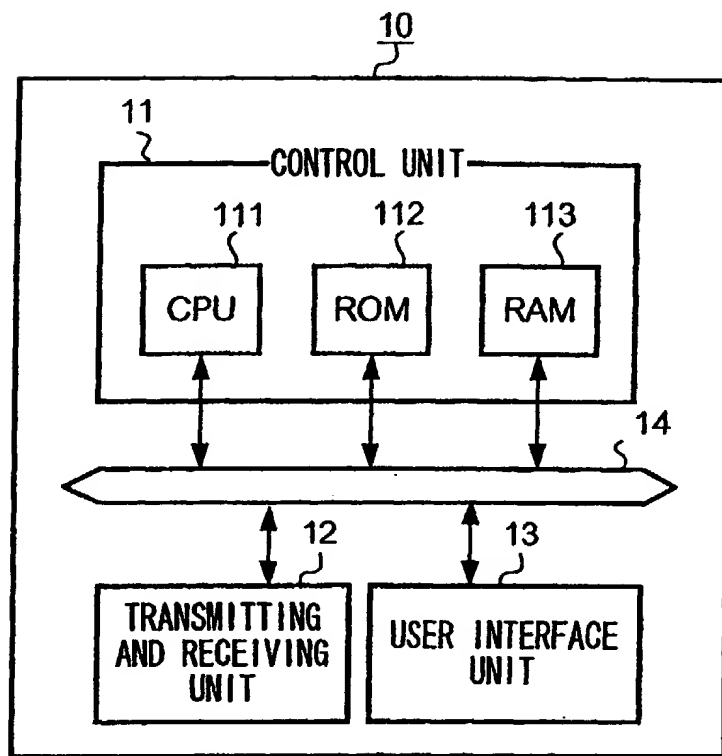 10
11
CONTROL UNIT
111
112
113
CPU
ROM
RAM
14
12
13
TRANSMITTING
AND RECEIVING
UNIT
USER INTERFACE
UNIT